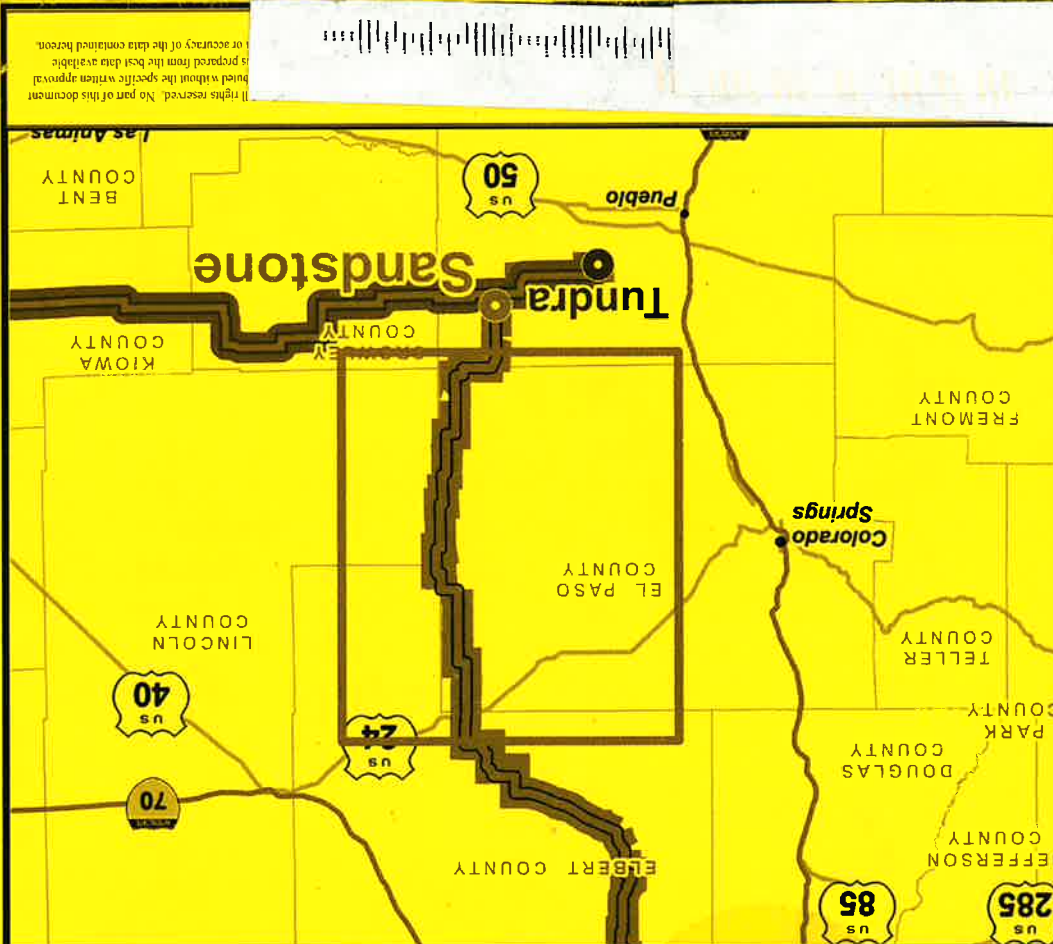 US
285
US
85
EFFERSON
COUNTY
ELBERT COUNTY
DOUGLAS
COUNTY
PARK
COUNTY
70
US
24
US
40
TELLER
COUNTY
EL PASO
COUNTY
LINCOLN
COUNTY
Colorado
Springs
FREMONT
COUNTY
CROWLEY
COUNTY
KIOWA
COUNTY
Tundra
Sandstone
Pueblo
US
50
BENT
COUNTY
Las Animas
ll rights reserved. No part of this document
buted without the specific written approval
s prepared from the best data available
or accuracy of the data contained hereon.